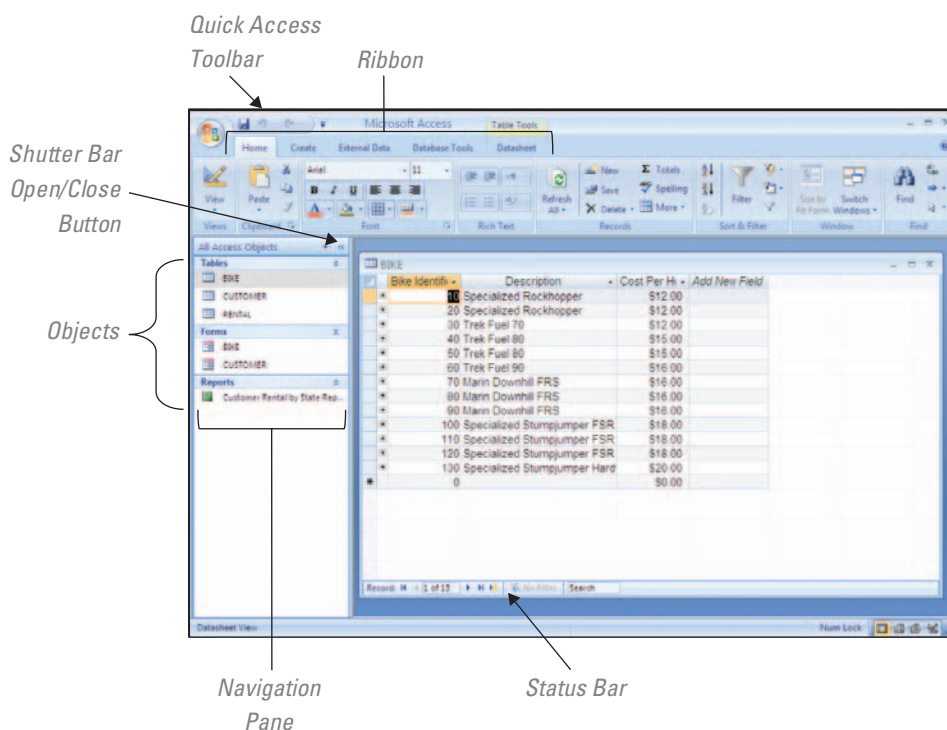 Quick Access
Toolbar
Ribbon
Shutter Bar
Open/Close
Button
Objects
Microsoft Access
Table Tools
Home Create External Data Database Tools Datasheet
View Paste Arial 11 Refresh All New Save Delete Totals Spelling More Filter Size to Fit Form Switch Windows Find
Views Clipboard Font Rich Text Records Sort & Filter Window Find
All Access Objects
Tables
BIKE
CUSTOMER
RENTAL
Forms
BIKE
CUSTOMER
Reports
Customer Rental by State Rep...
BIKE
Bike Identifi Description Cost Per H Add New Field
10 Specialized Rockhopper $12.00
20 Specialized Rockhopper $12.00
30 Trek Fuel 70 $12.00
40 Trek Fuel 80 $15.00
50 Trek Fuel 80 $15.00
60 Trek Fuel 90 $16.00
70 Marin Downhill FRS $16.00
80 Marin Downhill FRS $16.00
90 Marin Downhill FRS $16.00
100 Specialized Stumpjumper FSR $18.00
110 Specialized Stumpjumper FSR $18.00
120 Specialized Stumpjumper FSR $18.00
130 Specialized Stumpjumper Hard $20.00
0 $0.00
Record: 1 of 13 No Filter Search
Datasheet View Num Lock
Navigation
Pane
Status Bar